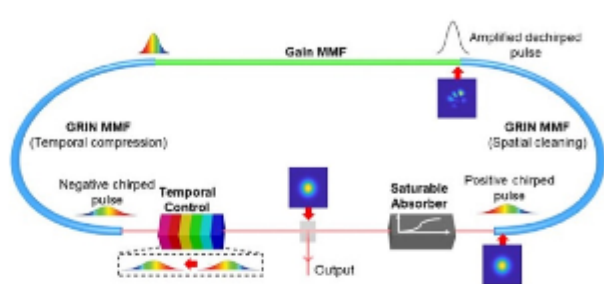 Amplified dechirped
pulse
Gain MMF
GRIN MMF
(Temporal compression)
GRIN MMF
(Spatial cleaning)
Negative chirped
pulse
Temporal
Control
Saturable
Absorber
Positive chirped
pulse
Output